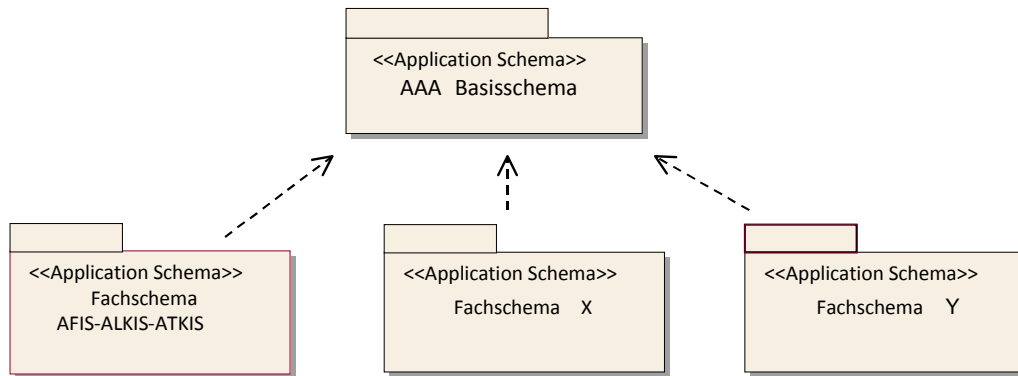 <<Application Schema>>
AAA Basisschema
<<Application Schema>>
Fachschema
AFIS-ALKIS-ATKIS
<<Application Schema>>
Fachschema X
<<Application Schema>>
Fachschema Y